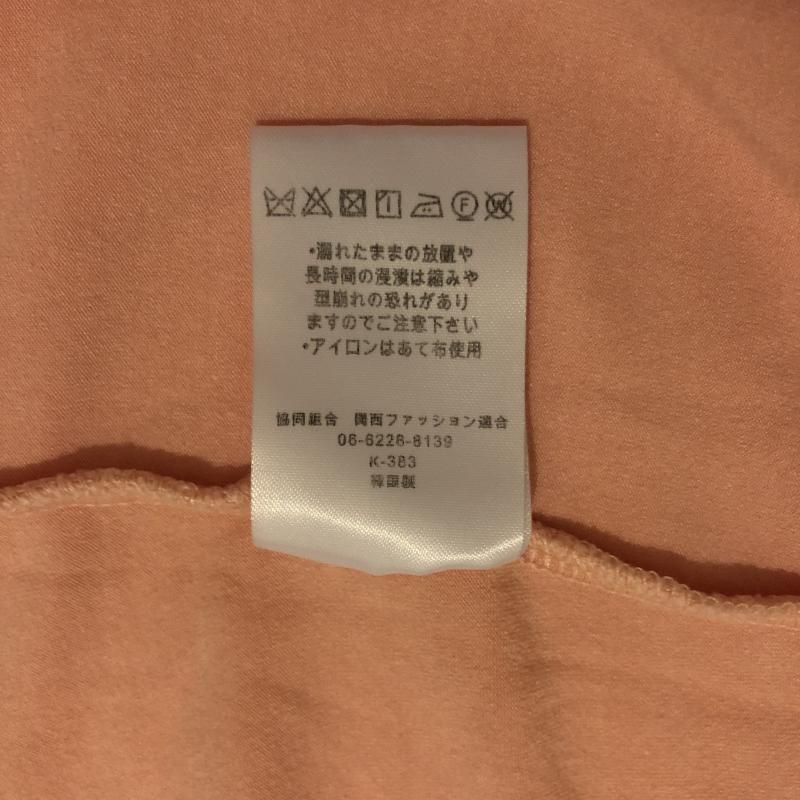 ・濡れたままの放置や
長時間の浸漬は縮みや
型崩れの恐れがあり
ますのでご注意下さい
・アイロンはあて布使用
協同組合 関西ファッション連合
06-6228-8139
K-383
韓国製